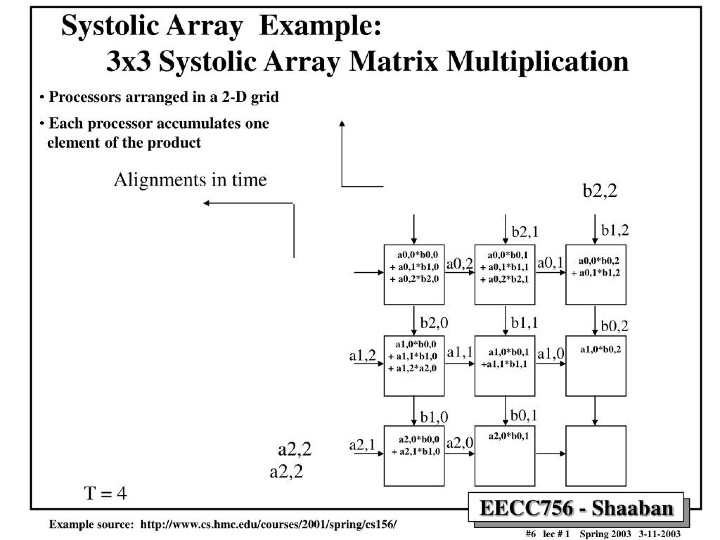 Systolic Array Example:
3x3 Systolic Array Matrix Multiplication
• Processors arranged in a 2-D grid
• Each processor accumulates one
element of the product
Alignments in time
b2,2
b2,1
b1,2
a0,0*b0,0
+ a0,1*b1,0
+ a0,2*b2,0
a0,2
a0,0*b0,1
+ a0,1*b1,1
+ a0,2*b2,1
a0,1
a0,0*b0,2
+ a0,1*b1,2
b2,0
b1,1
b0,2
a1,2
a1,0*b0,0
+ a1,1*b1,0
+ a1,2*a2,0
a1,1
a1,0*b0,1
+a1,1*b1,1
a1,0
a1,0*b0,2
b1,0
b0,1
a2,2
a2,2
a2,1
a2,0*b0,0
+ a2,1*b1,0
a2,0
a2,0*b0,1
T = 4
EECC756 - Shaaban
Example source: http://www.cs.hmc.edu/courses/2001/spring/cs156/
#6 lec # 1 Spring 2003 3-11-2003